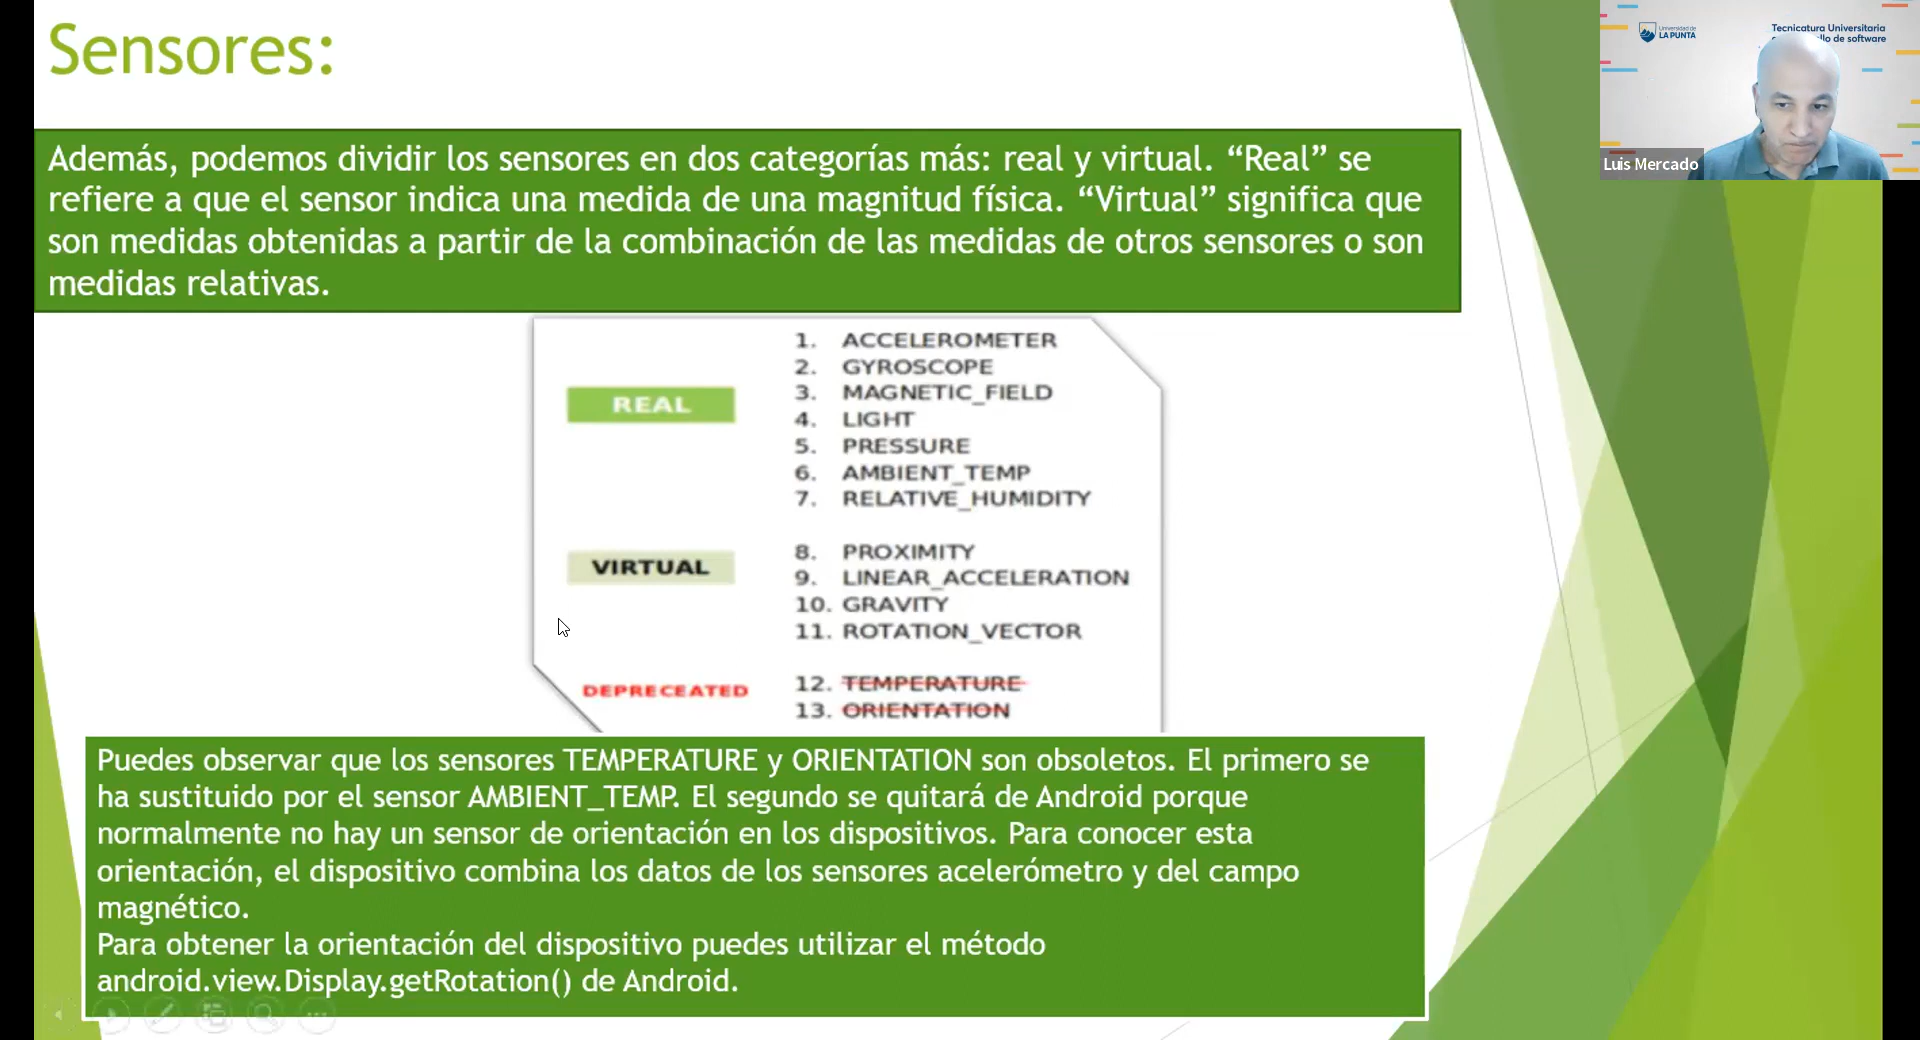 Sensores:
Además, podemos dividir los sensores en dos categorías más: real y virtual. “Real” se
refiere a que el sensor indica una medida de una magnitud física. “Virtual” significa que
son medidas obtenidas a partir de la combinación de las medidas de otros sensores o son
medidas relativas.
REAL
1. ACCELEROMETER
2. GYROSCOPE
3. MAGNETIC_FIELD
4. LIGHT
5. PRESSURE
6. AMBIENT_TEMP
7. RELATIVE_HUMIDITY
VIRTUAL
8. PROXIMITY
9. LINEAR_ACCELERATION
10. GRAVITY
11. ROTATION_VECTOR
DEPRECEATED
12. TEMPERATURE
13. ORIENTATION
Puedes observar que los sensores TEMPERATURE y ORIENTATION son obsoletos. El primero se
ha sustituido por el sensor AMBIENT_TEMP. El segundo se quitará de Android porque
normalmente no hay un sensor de orientación en los dispositivos. Para conocer esta
orientación, el dispositivo combina los datos de los sensores acelerómetro y del campo
magnético.
Para obtener la orientación del dispositivo puedes utilizar el método
android.view.Display.getRotation() de Android.
Universidad de
LA PUNTA
Tecnicatura Universitaria
llo de software
Luis Mercado